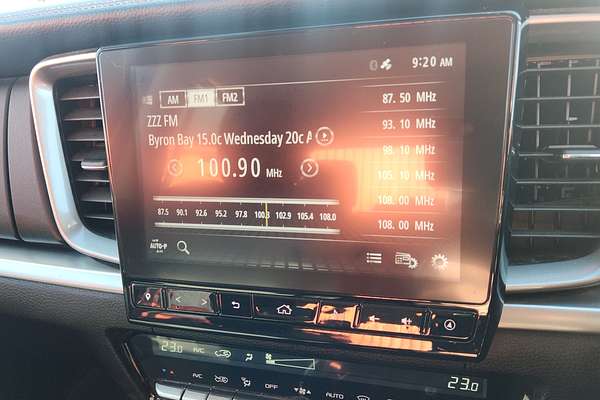 9:20 AM
AM FM1 FM2
87.50 MHz
ZZZ FM
93.10 MHz
Byron Bay 15.0c Wednesday 20c A
98.10 MHz
100.90 MHz
105.10 MHz
108.00 MHz
87.5 90.1 92.6 95.2 97.8 100.3 102.9 105.4 108.0
108.00 MHz
AUTO-P
23.0 A/C
23.0
A/C OFF AUTO